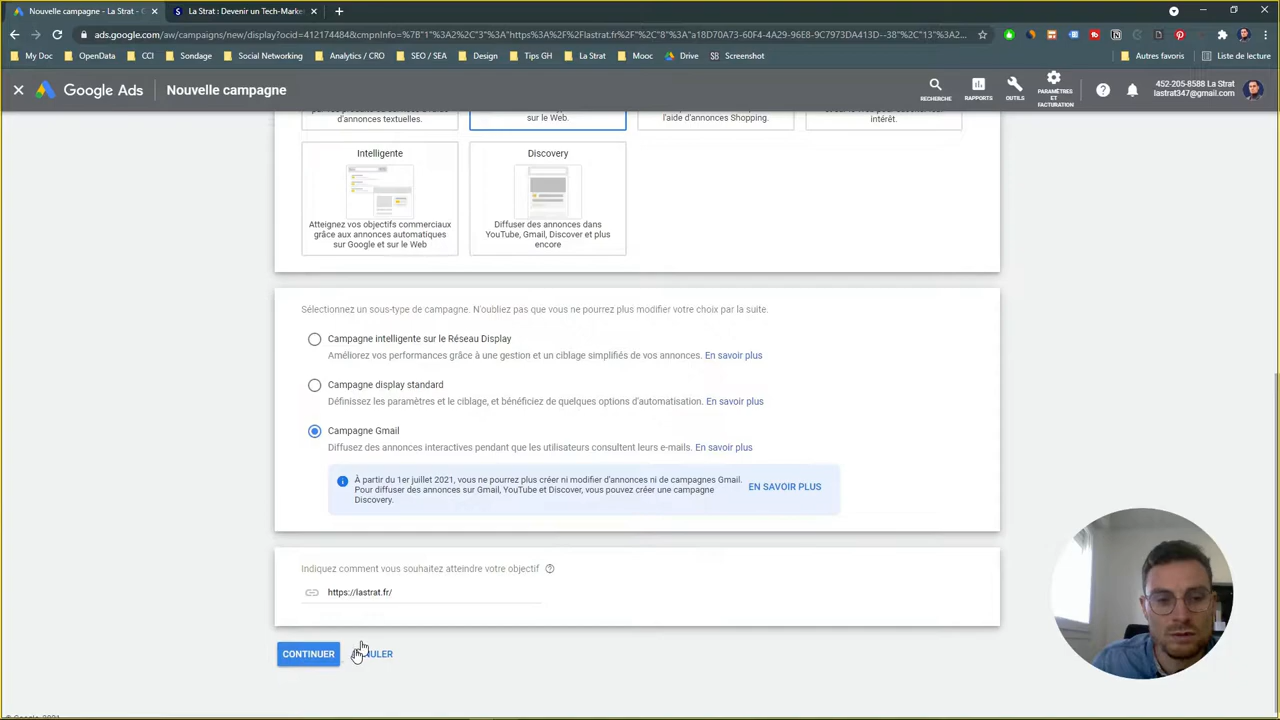 Nouvelle campagne - La Strat - G
La Strat : Devenir un Tech-Market
ads.google.com/aw/campaigns/new/display?ocid=412174484&cmpnInfo=%7B"1"%3A2%2C"3"%3A"https%3A%2F%2Flastrat.fr%2F"%2C"8"%3A"a18D70A73-60F4-4A29-96E8-9C7973DA413D--38"%2C"13"%3A...
My Doc
OpenData
CCI
Sondage
Social Networking
Analytics / CRO
SEO / SEA
Design
Tips GH
La Strat
Mooc
Drive
Screenshot
Autres favoris
Liste de lecture
Google Ads
Nouvelle campagne
RECHERCHE
RAPPORTS
OUTILS
PARAMÈTRES
ET
FACTURATION
452-205-8588 La Strat
lastrat347@gmail.com
d'annonces textuelles.
sur le Web.
l'aide d'annonces Shopping.
intérêt.
Intelligente
Atteignez vos objectifs commerciaux
grâce aux annonces automatiques
sur Google et sur le Web
Discovery
Diffuser des annonces dans
YouTube, Gmail, Discover et plus
encore
Sélectionnez un sous-type de campagne. N'oubliez pas que vous ne pourrez plus modifier votre choix par la suite.
Campagne intelligente sur le Réseau Display
Améliorez vos performances grâce à une gestion et un ciblage simplifiés de vos annonces. En savoir plus
Campagne display standard
Définissez les paramètres et le ciblage, et bénéficiez de quelques options d'automatisation. En savoir plus
Campagne Gmail
Diffusez des annonces interactives pendant que les utilisateurs consultent leurs e-mails. En savoir plus
À partir du 1er juillet 2021, vous ne pourrez plus créer ni modifier d'annonces ni de campagnes Gmail.
Pour diffuser des annonces sur Gmail, YouTube et Discover, vous pouvez créer une campagne
Discovery.
EN SAVOIR PLUS
Indiquez comment vous souhaitez atteindre votre objectif
https://lastrat.fr/
CONTINUER
ANNULER